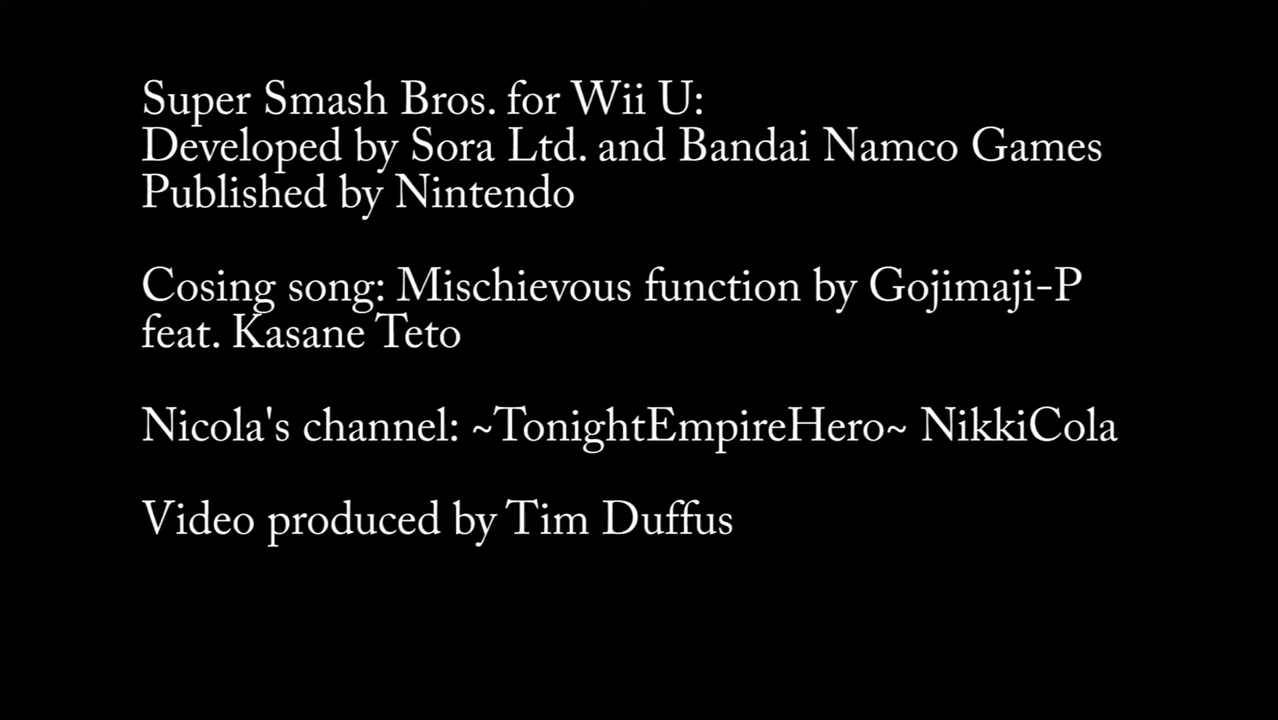 Super Smash Bros. for Wii U:
Developed by Sora Ltd. and Bandai Namco Games
Published by Nintendo
Cosing song: Mischievous function by Gojimaji-P
feat. Kasane Teto
Nicola's channel: ~TonightEmpireHero~ NikkiCola
Video produced by Tim Duffus